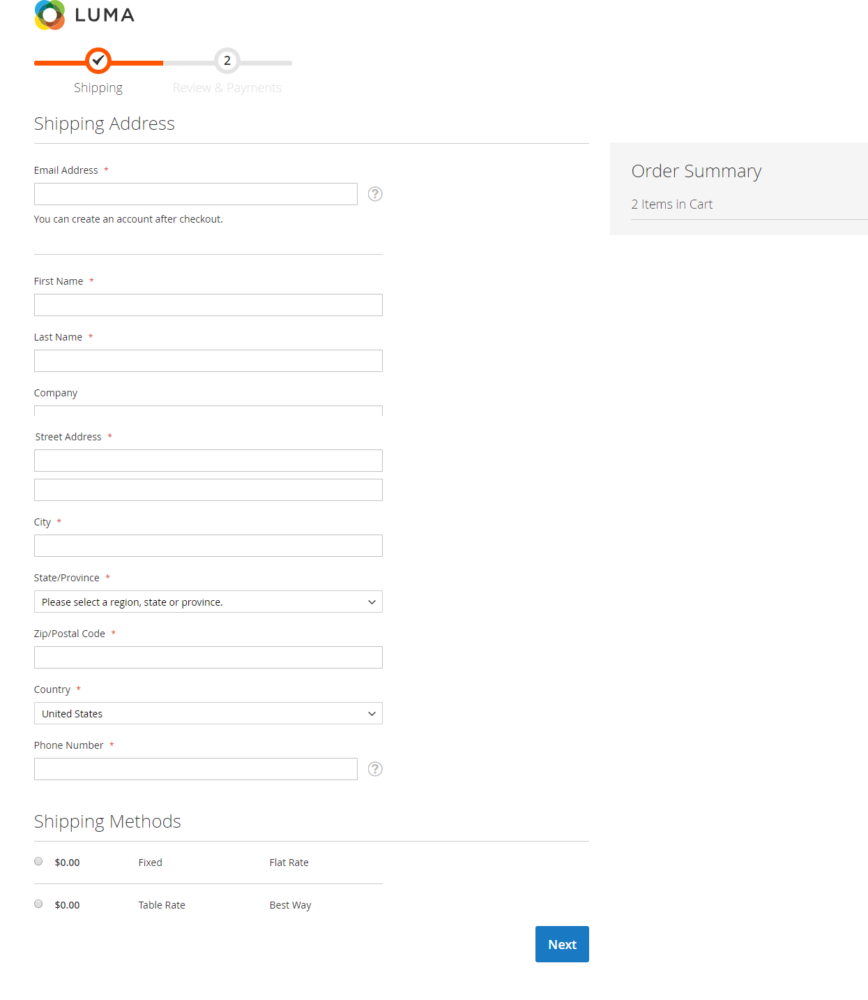 LUMA
2
Shipping
Review & Payments
Shipping Address
Email Address *
?
You can create an account after checkout.
First Name *
Last Name *
Company
Street Address *
City *
State/Province *
Please select a region, state or province.
Zip/Postal Code *
Country *
United States
Phone Number *
?
Shipping Methods
$0.00 Fixed Flat Rate
$0.00 Table Rate Best Way
Next
Order Summary
2 Items in Cart